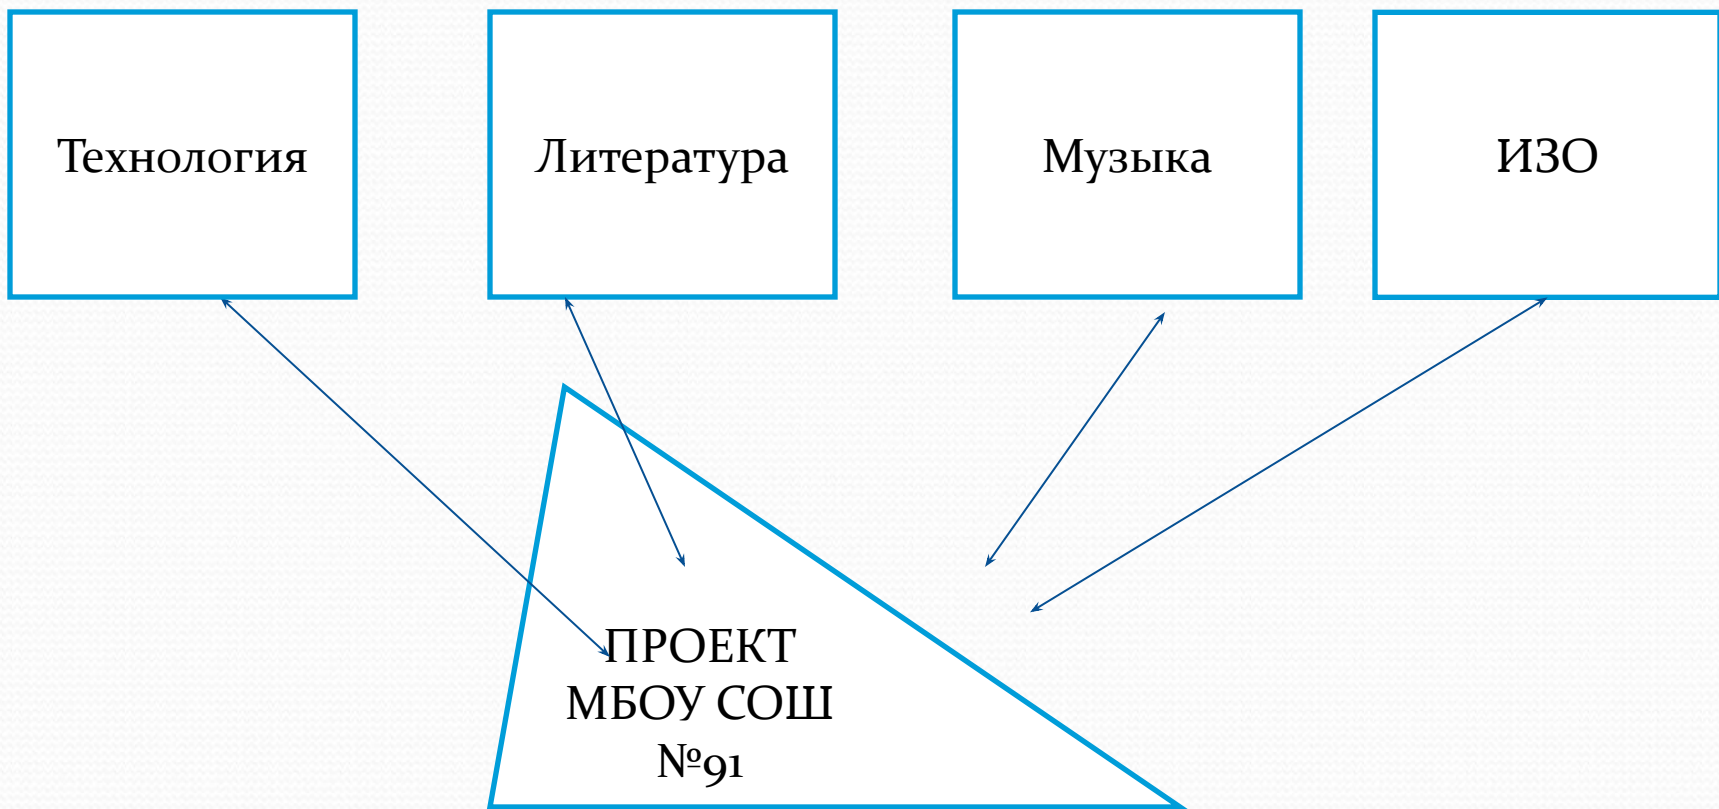 Технология
Литература
Музыка
ИЗО
ПРОЕКТ
МБОУ СОШ
№91